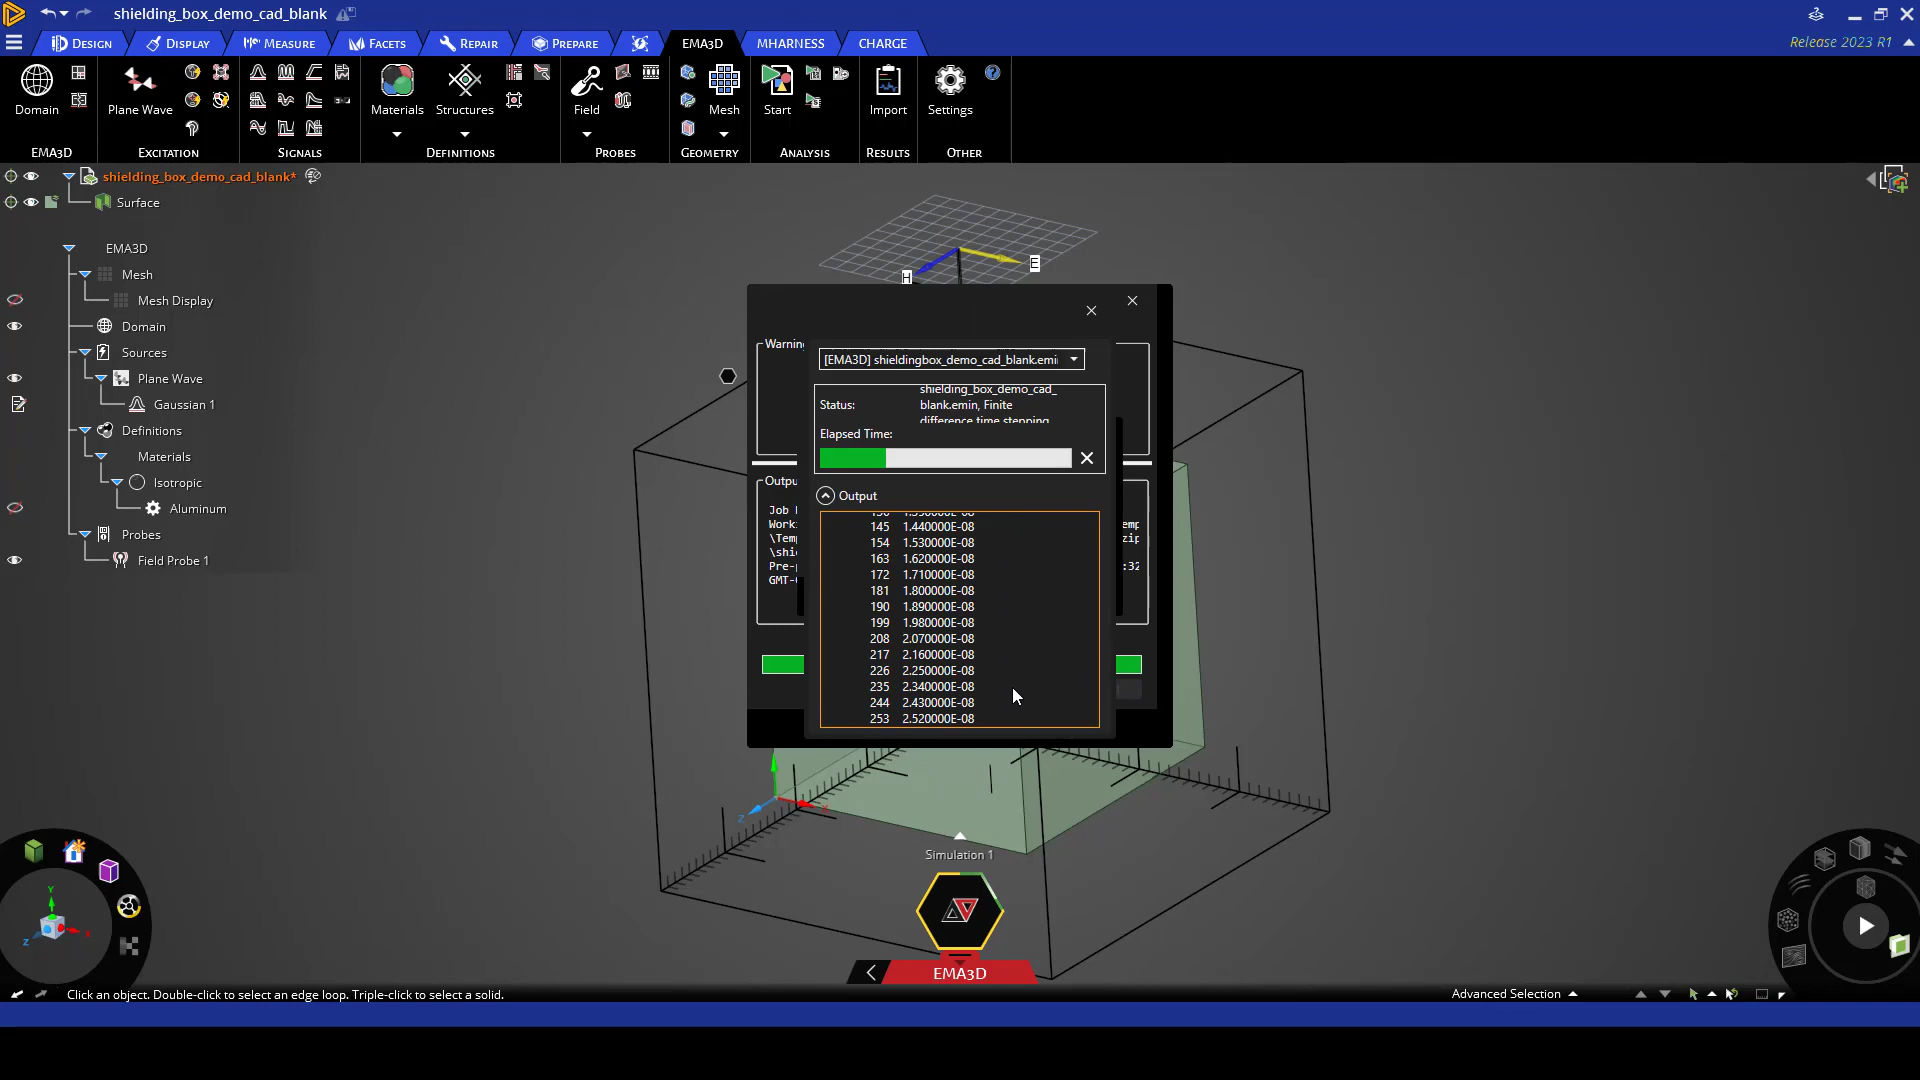 shielding_box_demo_cad_blank
Design
Display
Measure
Facets
Repair
Prepare
EMA3D
MHARNESS
CHARGE
Release 2023 R1
Domain
Plane Wave
Materials
Structures
Field
Mesh
Start
Import
Settings
EMA3D
Excitation
Signals
Definitions
Probes
Geometry
Analysis
Results
Other
shielding_box_demo_cad_blank*
Surface
EMA3D
Mesh
Mesh Display
Domain
Sources
Plane Wave
Gaussian 1
Definitions
Materials
Isotropic
Aluminum
Probes
Field Probe 1
H
E
[EMA3D] shieldingbox_demo_cad_blank.emi
Status:
shielding_box_demo_cad_
blank.emin, Finite
difference time stepping
Elapsed Time:
Output
145 1.440000E-08
154 1.530000E-08
163 1.620000E-08
172 1.710000E-08
181 1.800000E-08
190 1.890000E-08
199 1.980000E-08
208 2.070000E-08
217 2.160000E-08
226 2.250000E-08
235 2.340000E-08
244 2.430000E-08
253 2.520000E-08
Job
GMT-
Z
Simulation 1
EMA3D
Y
Z
X
Click an object. Double-click to select an edge loop. Triple-click to select a solid.
Advanced Selection